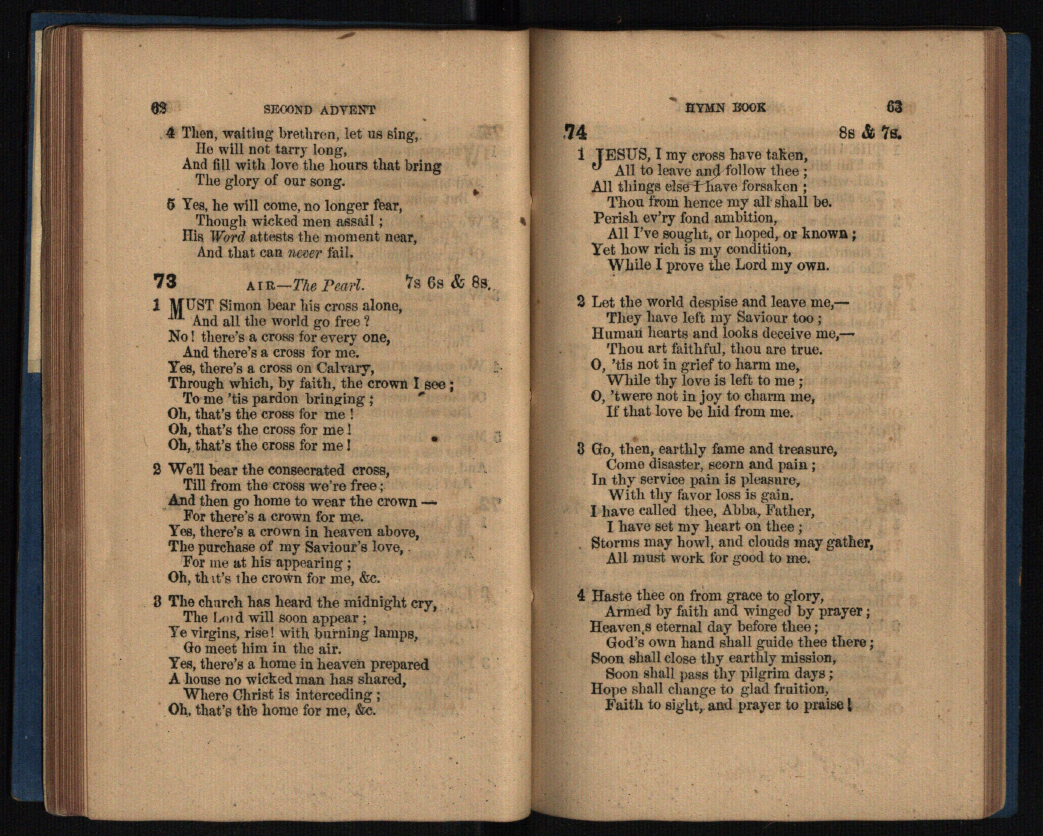 62 SECOND ADVENT
4 Then, waiting brethren, let us sing,
He will not tarry long,
And fill with love the hours that bring
The glory of our song.
5 Yes, he will come, no longer fear,
Though wicked men assail ;
His Word attests the moment near,
And that can never fail.
73 AIR—The Pearl. 7s 6s & 8s.
1 MUST Simon bear his cross alone,
And all the world go free ?
No ! there's a cross for every one,
And there's a cross for me.
Yes, there's a cross on Calvary,
Through which, by faith, the crown I see ;
To me 'tis pardon bringing ;
Oh, that's the cross for me !
Oh, that's the cross for me !
Oh, that's the cross for me !
2 We'll bear the consecrated cross,
Till from the cross we're free ;
And then go home to wear the crown —
For there's a crown for me.
Yes, there's a crown in heaven above,
The purchase of my Saviour's love,
For me at his appearing ;
Oh, that's the crown for me, &c.
3 The church has heard the midnight cry,
The Lord will soon appear ;
Ye virgins, rise! with burning lamps,
Go meet him in the air.
Yes, there's a home in heaven prepared
A house no wicked man has shared,
Where Christ is interceding ;
Oh, that's the home for me, &c.
HYMN BOOK 63
74 8s & 7s.
1 JESUS, I my cross have taken,
All to leave and follow thee ;
All things else I have forsaken ;
Thou from hence my all shall be.
Perish ev'ry fond ambition,
All I've sought, or hoped, or known ;
Yet how rich is my condition,
While I prove the Lord my own.
2 Let the world despise and leave me,—
They have left my Saviour too ;
Human hearts and looks deceive me,—
Thou art faithful, thou are true.
O, 'tis not in grief to harm me,
While thy love is left to me ;
O, 'twere not in joy to charm me,
If that love be hid from me.
3 Go, then, earthly fame and treasure,
Come disaster, scorn and pain ;
In thy service pain is pleasure,
With thy favor loss is gain.
I have called thee, Abba, Father,
I have set my heart on thee ;
Storms may howl, and clouds may gather,
All must work for good to me.
4 Haste thee on from grace to glory,
Armed by faith and winged by prayer ;
Heaven,s eternal day before thee ;
God's own hand shall guide thee there ;
Soon shall close thy earthly mission,
Soon shall pass thy pilgrim days ;
Hope shall change to glad fruition,
Faith to sight, and prayer to praise !